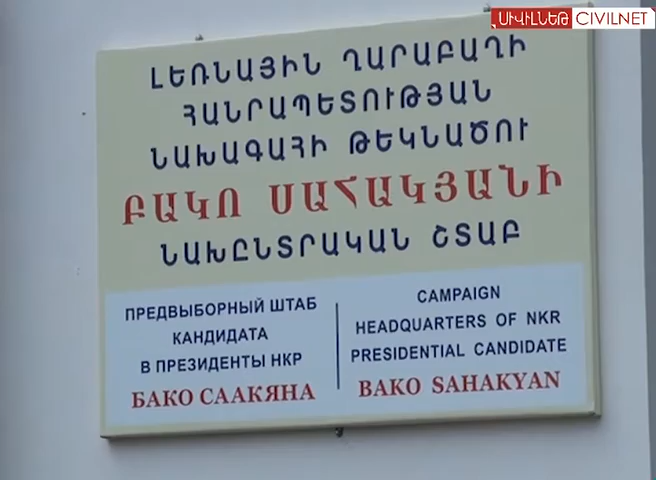 ՍԻՎԻԼՆԵԹ CIVILNET
ԼԵՌՆԱՅԻՆ ՂԱՐԱԲԱՂԻ
ՀԱՆՐԱՊԵՏՈՒԹՅԱՆ
ՆԱԽԱԳԱՀԻ ԹԵԿՆԱԾՈՒ
ԲԱԿՈ ՍԱՀԱԿՅԱՆԻ
ՆԱԽԸՆՏՐԱԿԱՆ ՇՏԱԲ
ПРЕДВЫБОРНЫЙ ШТАБ
КАНДИДАТА
В ПРЕЗИДЕНТЫ НКР
БАКО СААКЯНА
CAMPAIGN
HEADQUARTERS OF NKR
PRESIDENTIAL CANDIDATE
BAKO SAHAKYAN